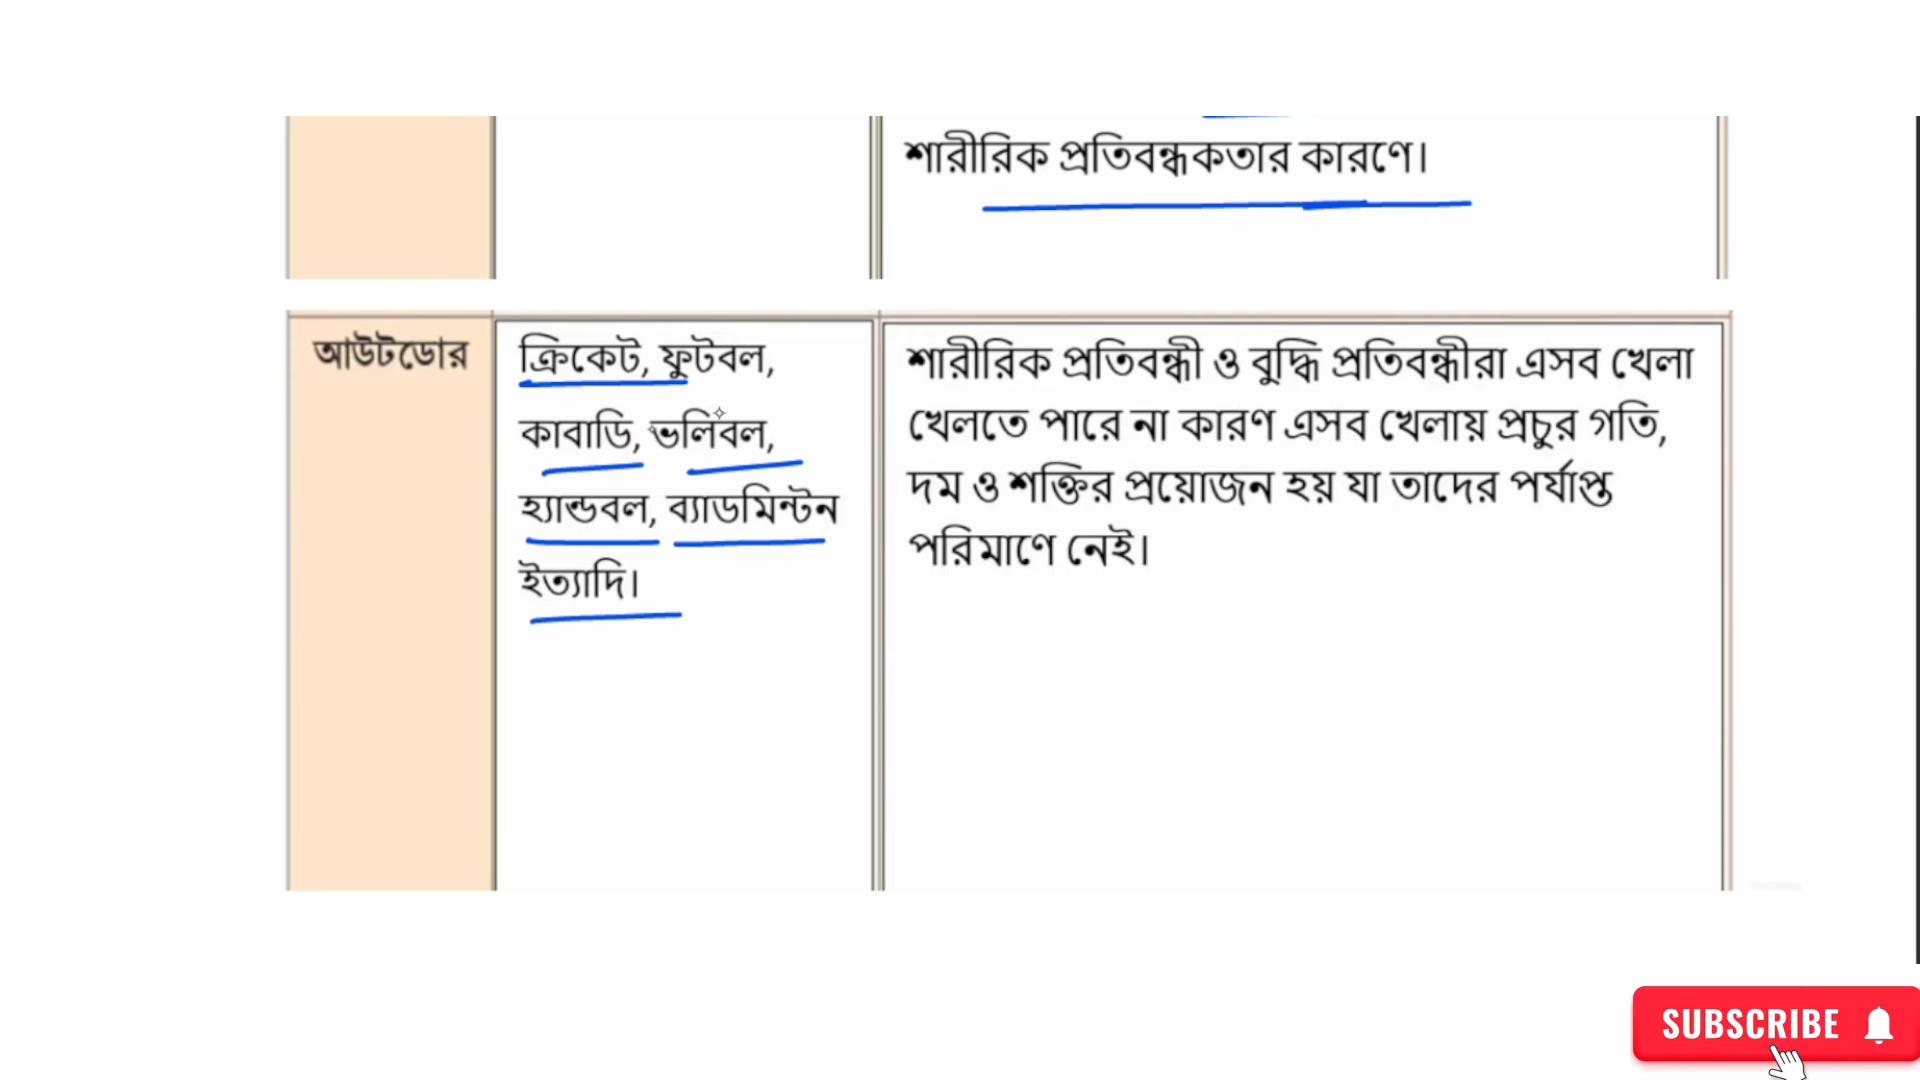 শারীরিক প্রতিবন্ধকতার কারণে।
আউটডোর
ক্রিকেট, ফুটবল,
কাবাডি, ভলিবল,
হ্যান্ডবল, ব্যাডমিন্টন
ইত্যাদি।
শারীরিক প্রতিবন্ধী ও বুদ্ধি প্রতিবন্ধীরা এসব খেলা
খেলতে পারে না কারণ এসব খেলায় প্রচুর গতি,
দম ও শক্তির প্রয়োজন হয় যা তাদের পর্যাপ্ত
পরিমাণে নেই।
SUBSCRIBE